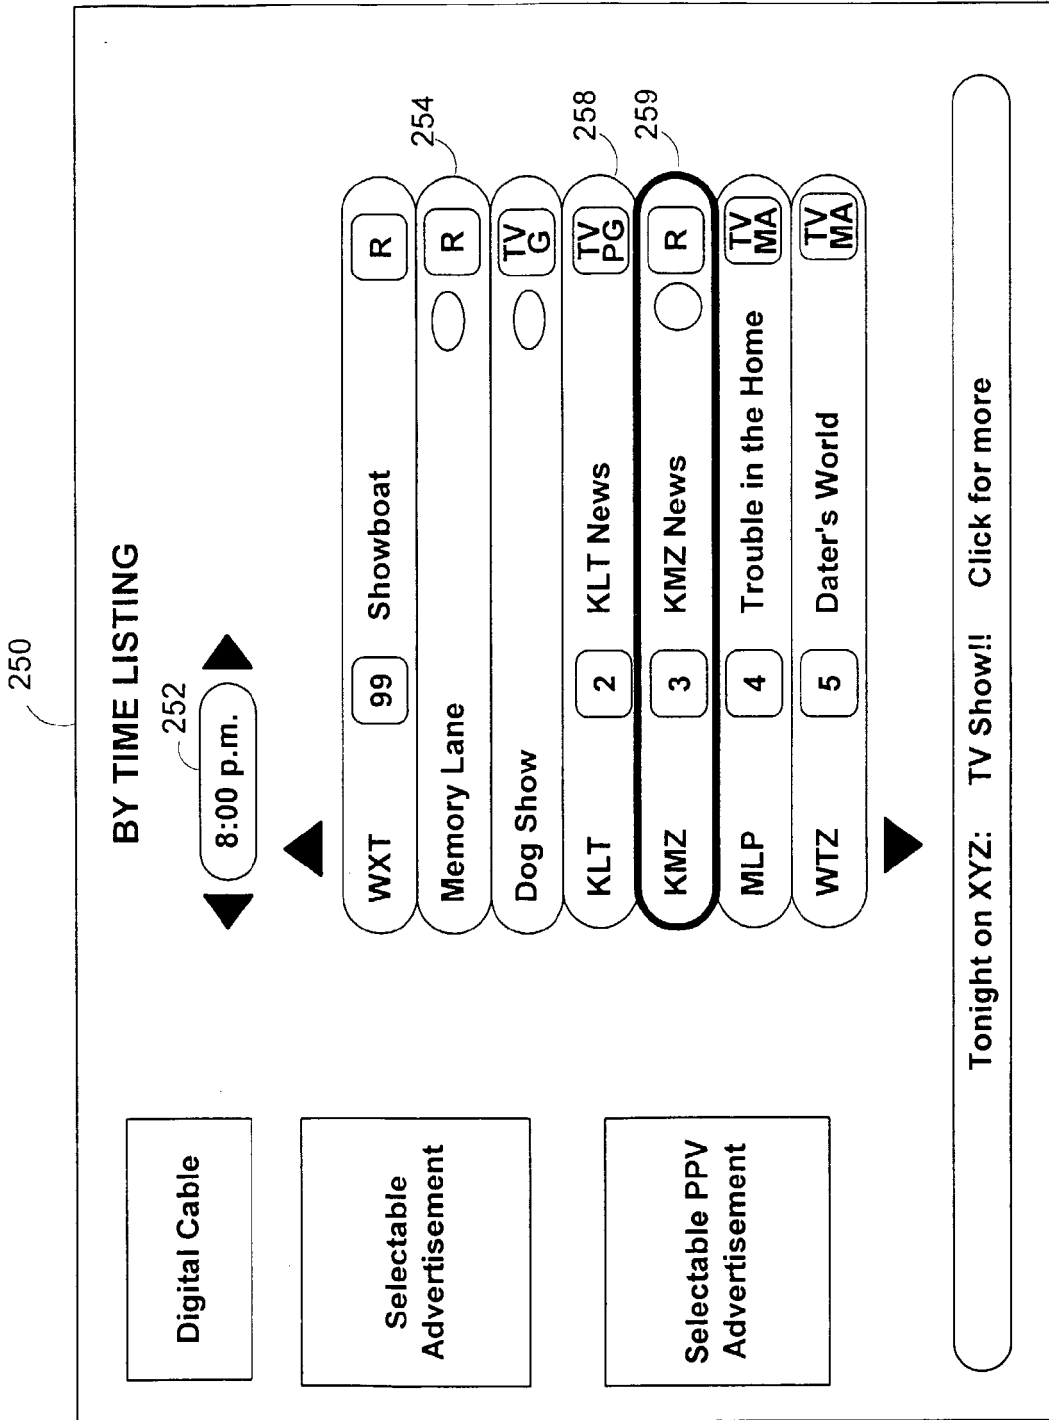 250
BY TIME LISTING
252
8:00 p.m.
Digital Cable
Selectable
Advertisement
Selectable PPV
Advertisement
WXT 99 Showboat R
Memory Lane R 254
Dog Show TV G
KLT 2 KLT News TV PG 258
KMZ 3 KMZ News R 259
MLP 4 Trouble in the Home TV MA
WTZ 5 Dater's World TV MA
Tonight on XYZ: TV Show!! Click for more